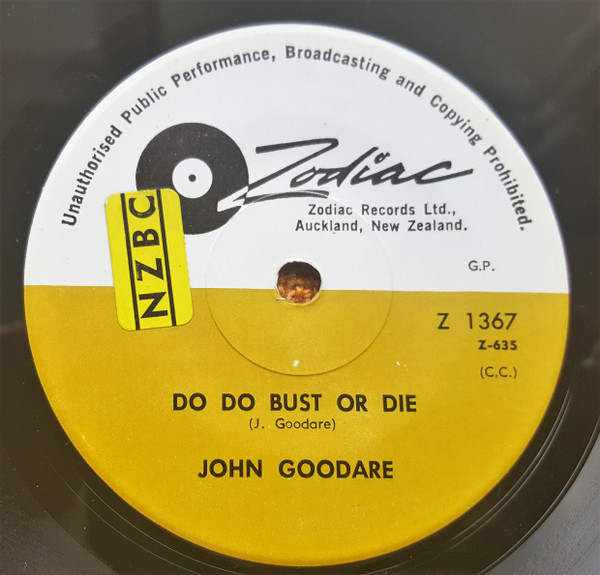 Unauthorised Public Performance, Broadcasting and Copying Prohibited.
Zodiac
Zodiac Records Ltd.,
Auckland, New Zealand.
NZBC
G.P.
Z 1367
Z-635
(C.C.)
DO DO BUST OR DIE
(J. Goodare)
JOHN GOODARE